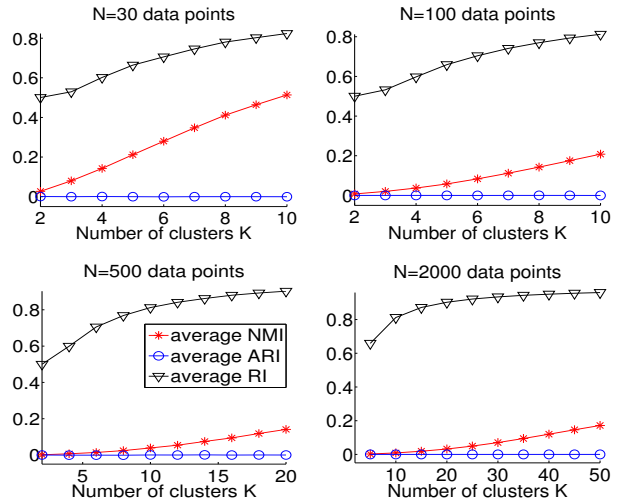 N=30 data points
0.8
0.6
0.4
0.2
0
2 4 6 8 10
Number of clusters K
N=100 data points
0.8
0.6
0.4
0.2
0
2 4 6 8 10
Number of clusters K
N=500 data points
0.8
0.6
0.4
0.2
0
5 10 15 20
Number of clusters K
average NMI
average ARI
average RI
N=2000 data points
0.8
0.6
0.4
0.2
0
10 20 30 40 50
Number of clusters K